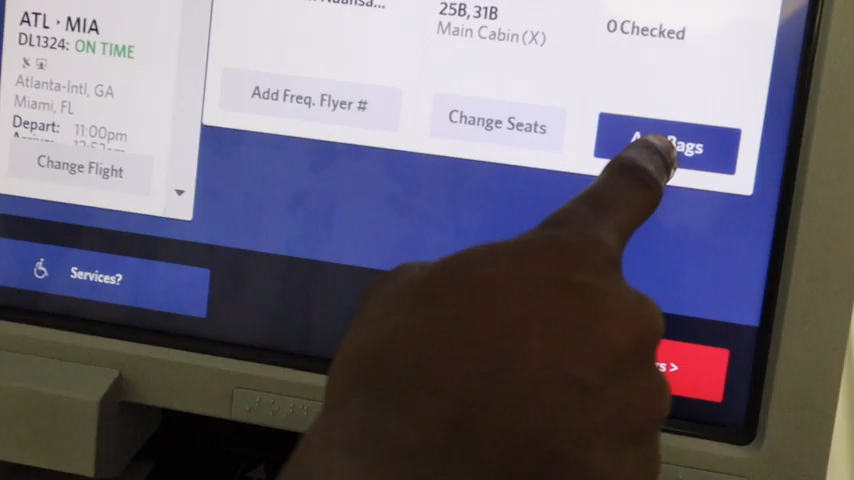 ATL › MIA
DL1324: ON TIME
Atlanta-Intl, GA
Miami, FL
Depart: 11:00pm
Change Flight
25B,31B
Main Cabin (X)
0 Checked
Add Freq. Flyer #
Change Seats
Bags
Services?
>